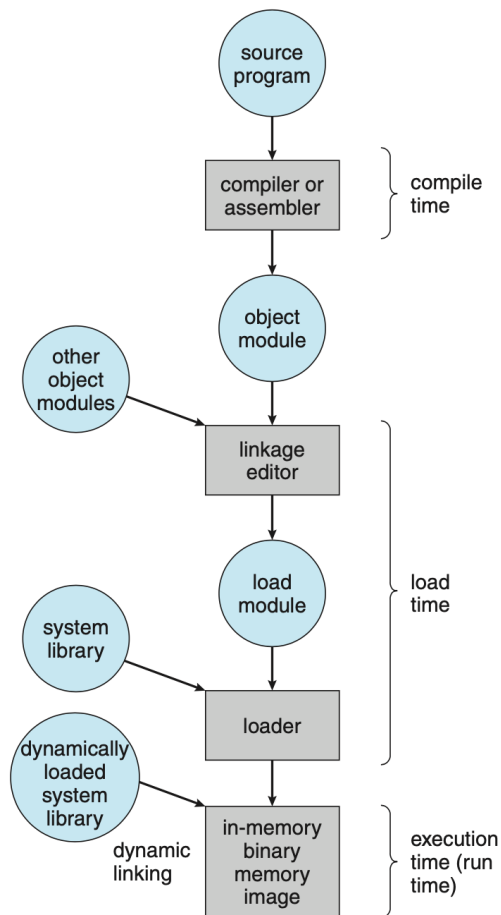 source
program
compiler or
assembler
compile
time
object
module
other
object
modules
linkage
editor
load
module
load
time
system
library
loader
dynamically
loaded
system
library
dynamic
linking
in-memory
binary
memory
image
execution
time (run
time)